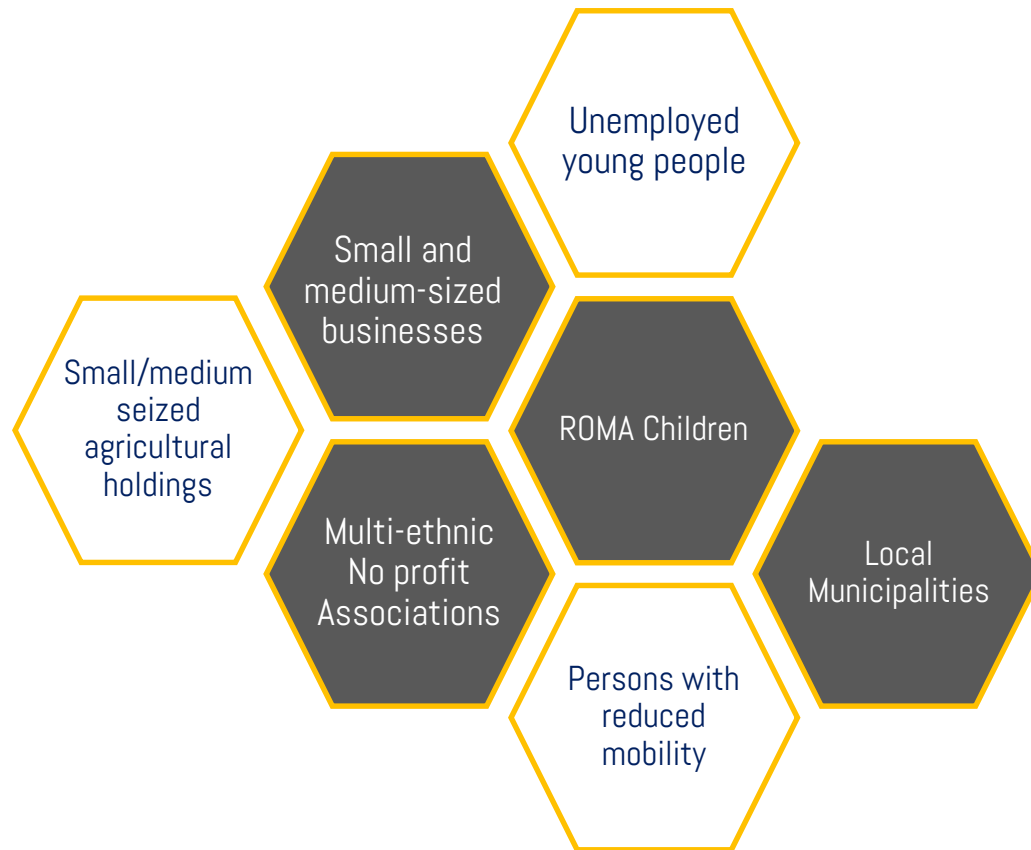 Unemployed
young people
Small and
medium-sized
businesses
Small/medium
seized
agricultural
holdings
ROMA Children
Multi-ethnic
No profit
Associations
Local
Municipalities
Persons with
reduced
mobility